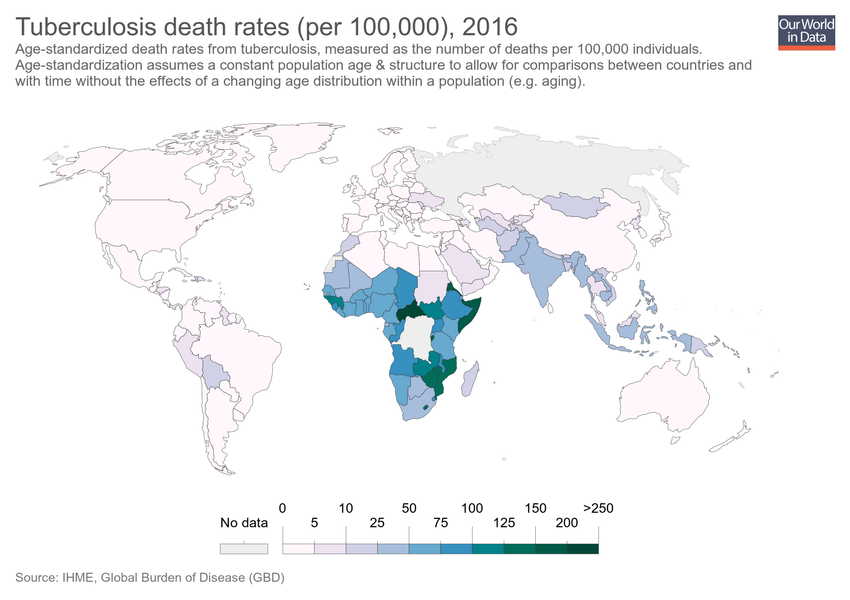 Tuberculosis death rates (per 100,000), 2016
Our World
in Data
Age-standardized death rates from tuberculosis, measured as the number of deaths per 100,000 individuals.
Age-standardization assumes a constant population age & structure to allow for comparisons between countries and
with time without the effects of a changing age distribution within a population (e.g. aging).
0 10 50 100 150 >250
No data 5 25 75 125 200
Source: IHME, Global Burden of Disease (GBD)